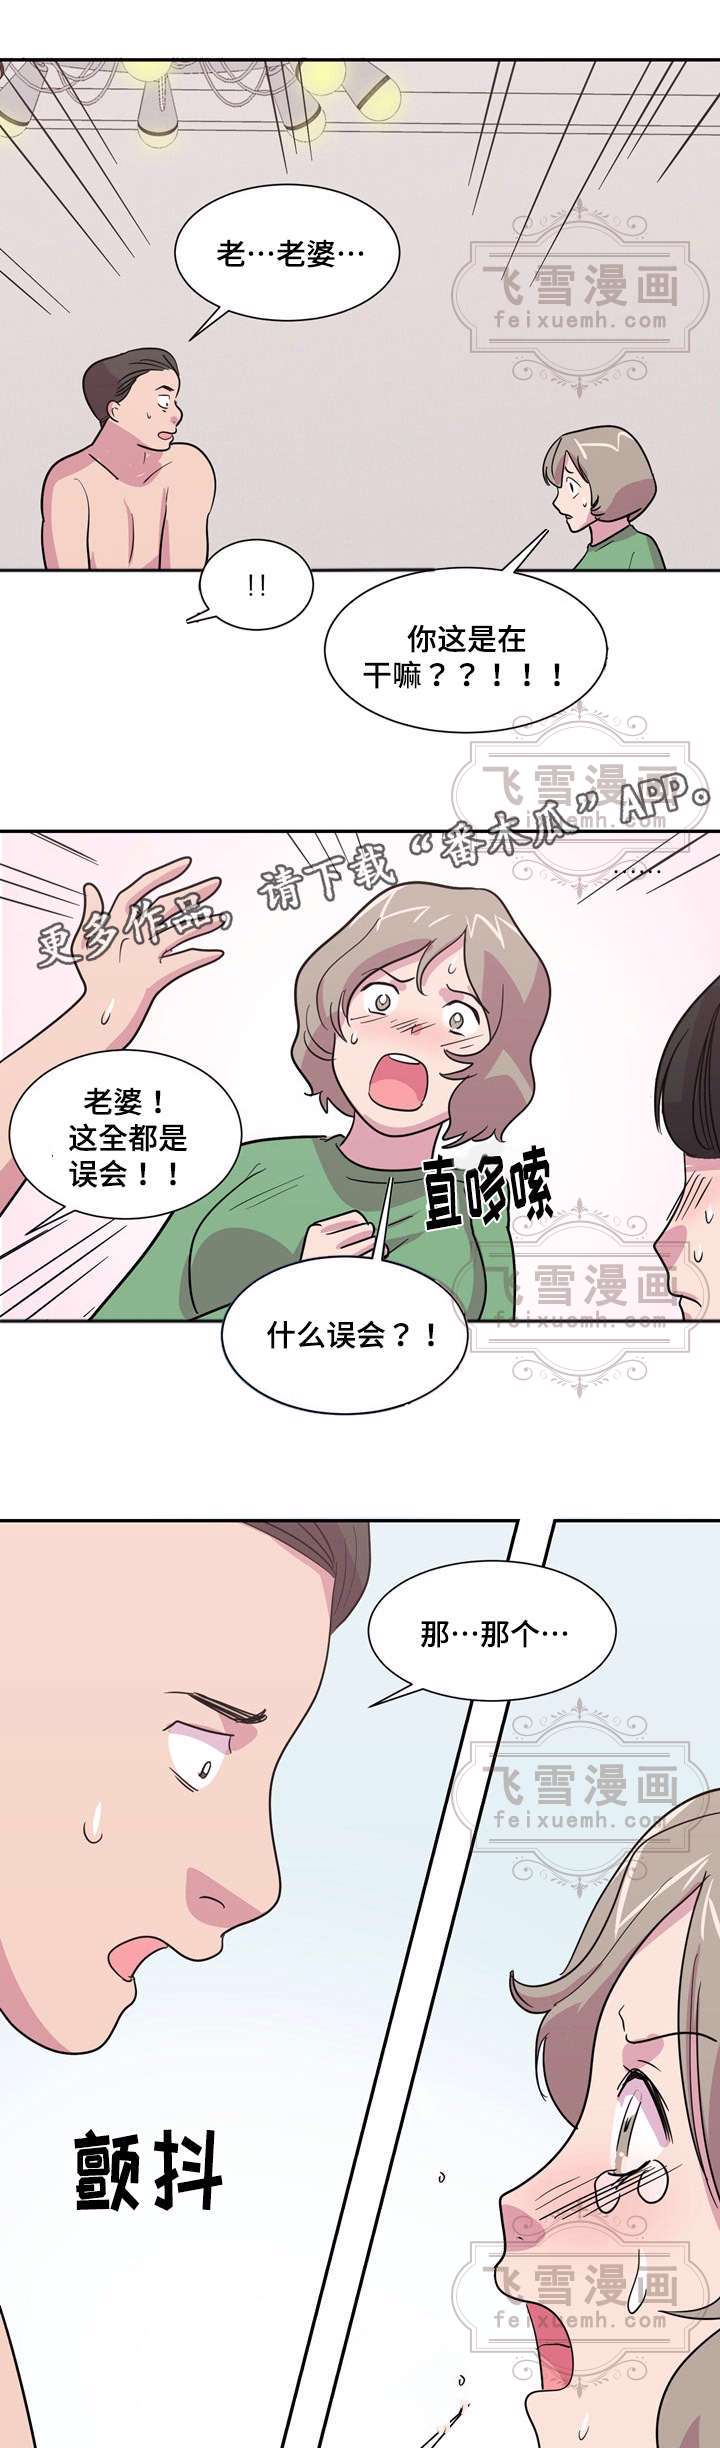 老…老婆…
飞雪漫画
feixuemh.com
!!
你这是在
干嘛？？！！！
飞雪漫画
feixuemh.com
更多作品，请下载“番木瓜”APP。
……
老婆！
这全都是
误会！！
直哆嗦
飞雪漫画
feixuemh.com
什么误会？！
那…那个…
飞雪漫画
feixuemh.com
颤抖
飞雪漫画
feixuemh.com